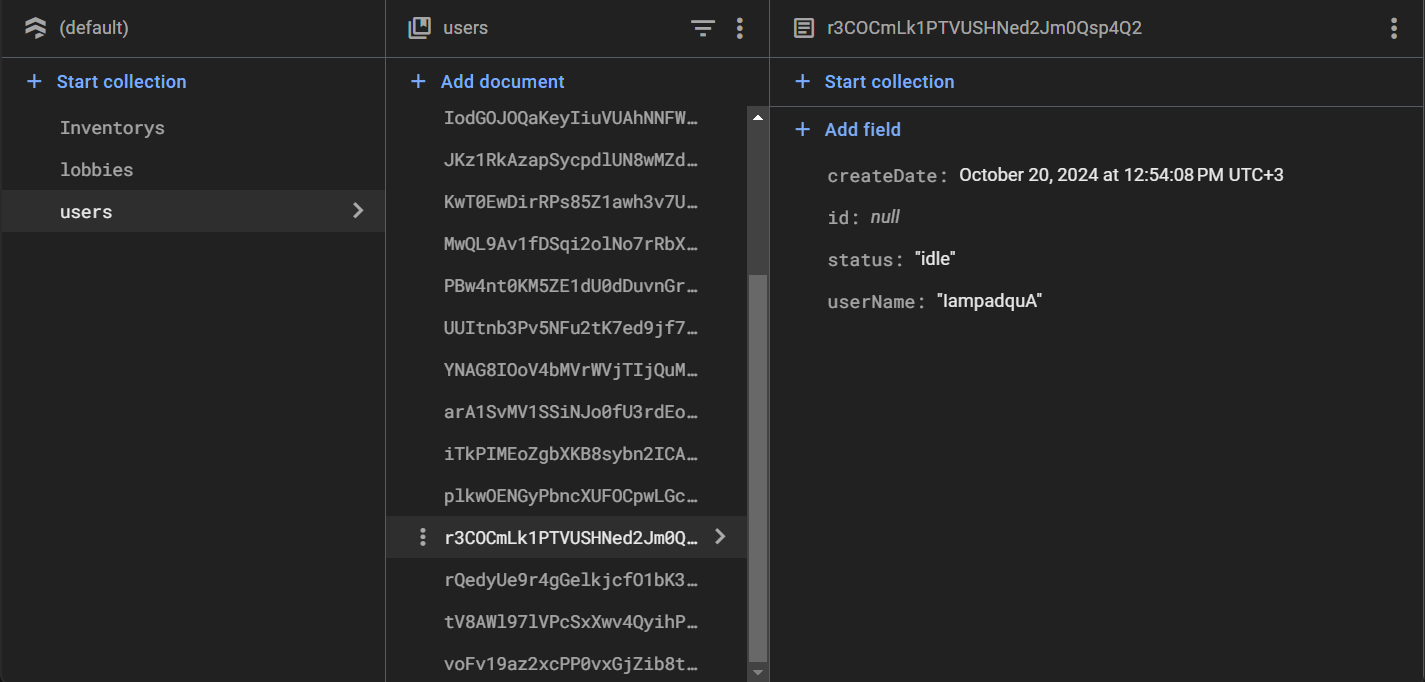 (default)
Start collection
Inventorys
lobbies
users
users
Add document
IodGOJOQaKeyIiuVUAhNNFW…
JKz1RkAzapSycpdlUN8wMZd…
KwT0EwDirRPs85Z1awh3v7U…
MwQL9Av1fDSqi2olNo7rRbX…
PBw4nt0KM5ZE1dU0dDuvnGr…
UUItnb3Pv5NFu2tK7ed9jf7…
YNAG8IOoV4bMVrWVjTIjQuM…
arA1SvMV1SSiNJo0fU3rdEo…
iTkPIMEoZgbXKB8sybn2ICA…
plkwOENGyPbncXUFOCpwLGc…
r3COCmLk1PTVUSHNed2Jm0Q…
rQedyUe9r4gGelkjcfO1bK3…
tV8AWl97lVPcSxXwv4QyihP…
voFv19az2xcPP0vxGjZib8t…
r3COCmLk1PTVUSHNed2Jm0Qsp4Q2
Start collection
Add field
createDate: October 20, 2024 at 12:54:08 PM UTC+3
id: null
status: "idle"
userName: "IampadquA"